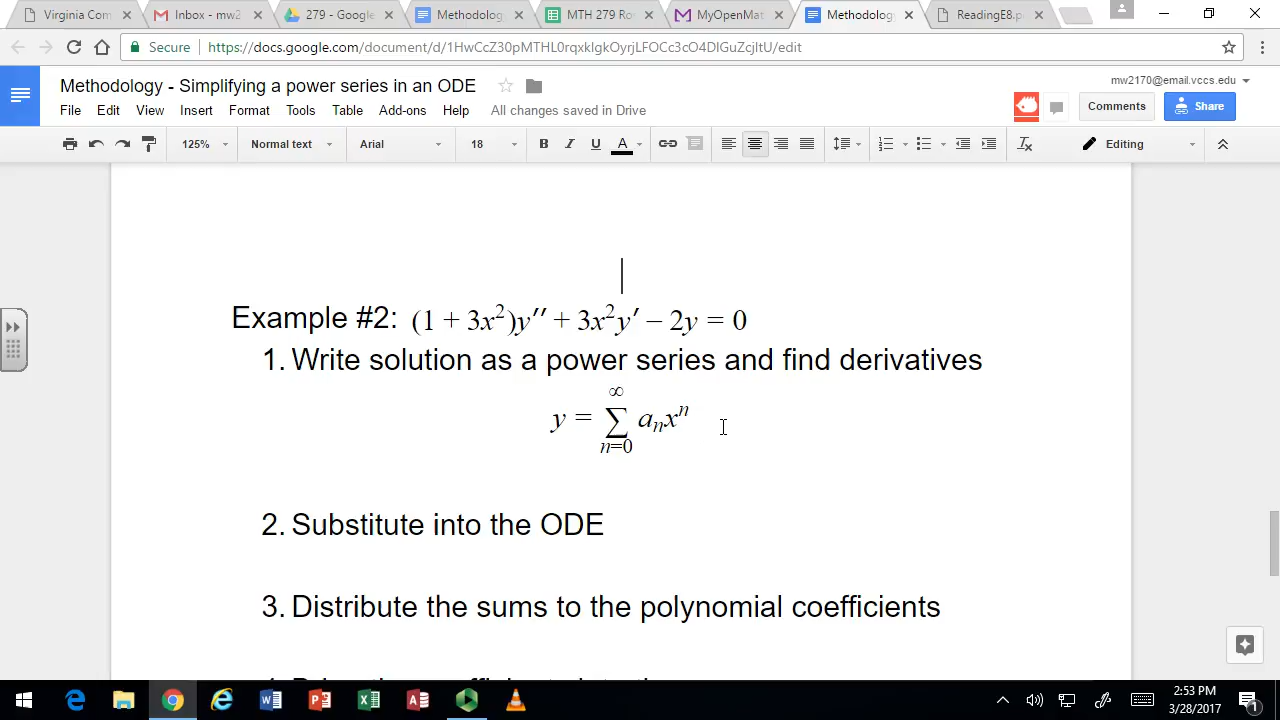 Virginia Co
Inbox - mw2
279 - Google
Methodolog
MTH 279 Ro
MyOpenMat
Methodolog
ReadingE8.p
Secure
https://docs.google.com/document/d/1HwCcZ30pMTHL0rqxkIgkOyrjLFOCc3cO4DIGuZcjItU/edit
Methodology - Simplifying a power series in an ODE
mw2170@email.vccs.edu
File Edit View Insert Format Tools Table Add-ons Help All changes saved in Drive
Comments
Share
125% Normal text Arial 18 B I U A Editing
Example #2: (1 + 3x²)y′′ + 3x²y′ − 2y = 0
1. Write solution as a power series and find derivatives
∞
y = ∑ aₙxⁿ
n=0
2. Substitute into the ODE
3. Distribute the sums to the polynomial coefficients
2:53 PM
3/28/2017
1